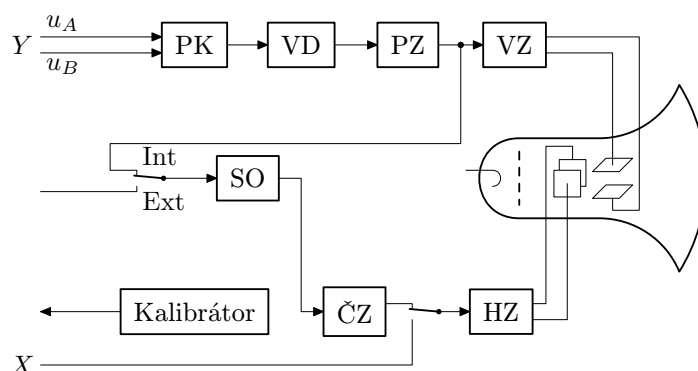 u_A
Y PK VD PZ VZ
u_B
Int
SO
Ext
Kalibrátor ČZ HZ
X